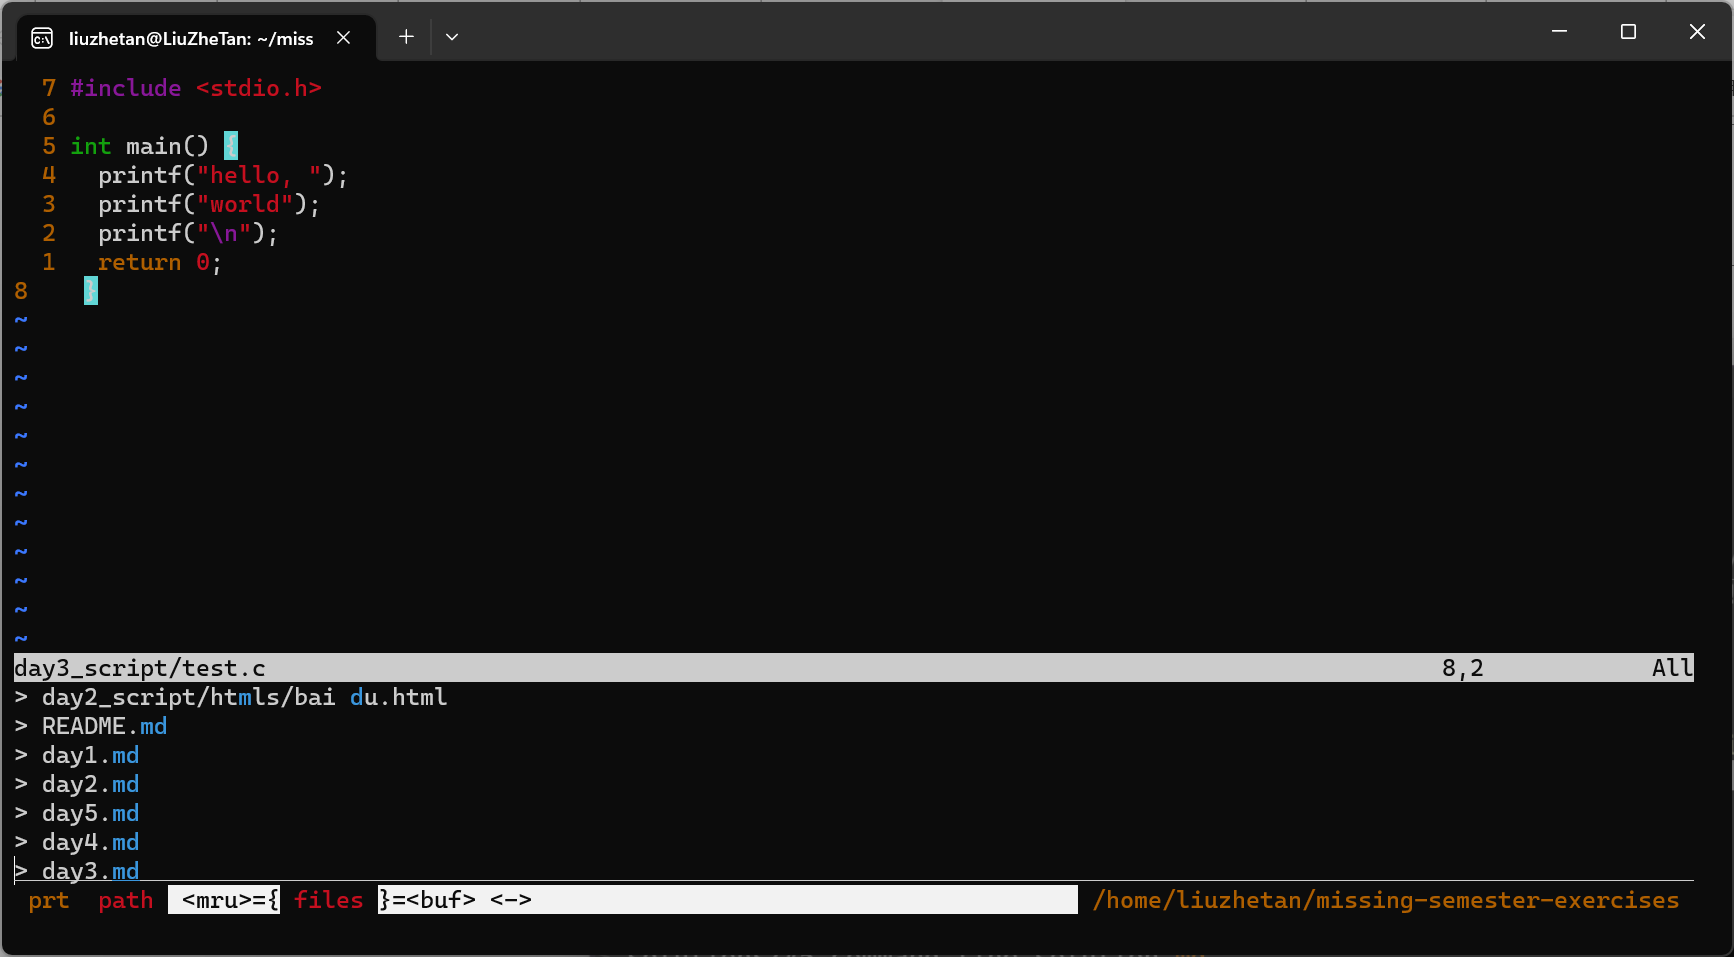 liuzhetan@LiuZheTan: ~/miss
7 #include <stdio.h>
6
5 int main() {
4   printf("hello, ");
3   printf("world");
2   printf("\n");
1   return 0;
8    }
~
~
~
~
~
~
~
~
~
~
~
~
day3_script/test.c 8,2 All
> day2_script/htmls/bai du.html
> README.md
> day1.md
> day2.md
> day5.md
> day4.md
> day3.md
prt path <mru>={ files }=<buf> <-> /home/liuzhetan/missing-semester-exercises